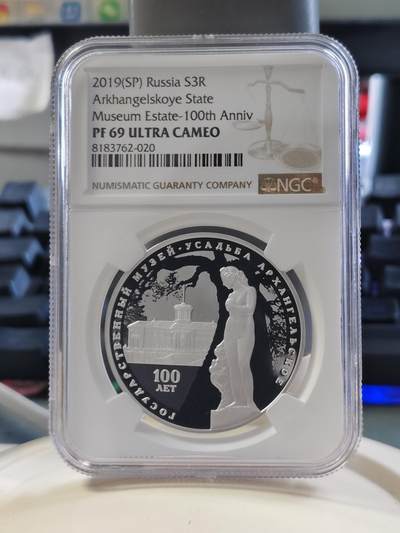 2019(SP) Russia S3R
Arkhangelskoye State
Museum Estate-100th Anniv
PF 69 ULTRA CAMEO
8183762-020
NUMISMATIC GUARANTY COMPANY
NGC
ГОСУДАРСТВЕННЫЙ МУЗЕЙ-УСАДЬБА АРХАНГЕЛЬСКОЕ
100
ЛЕТ